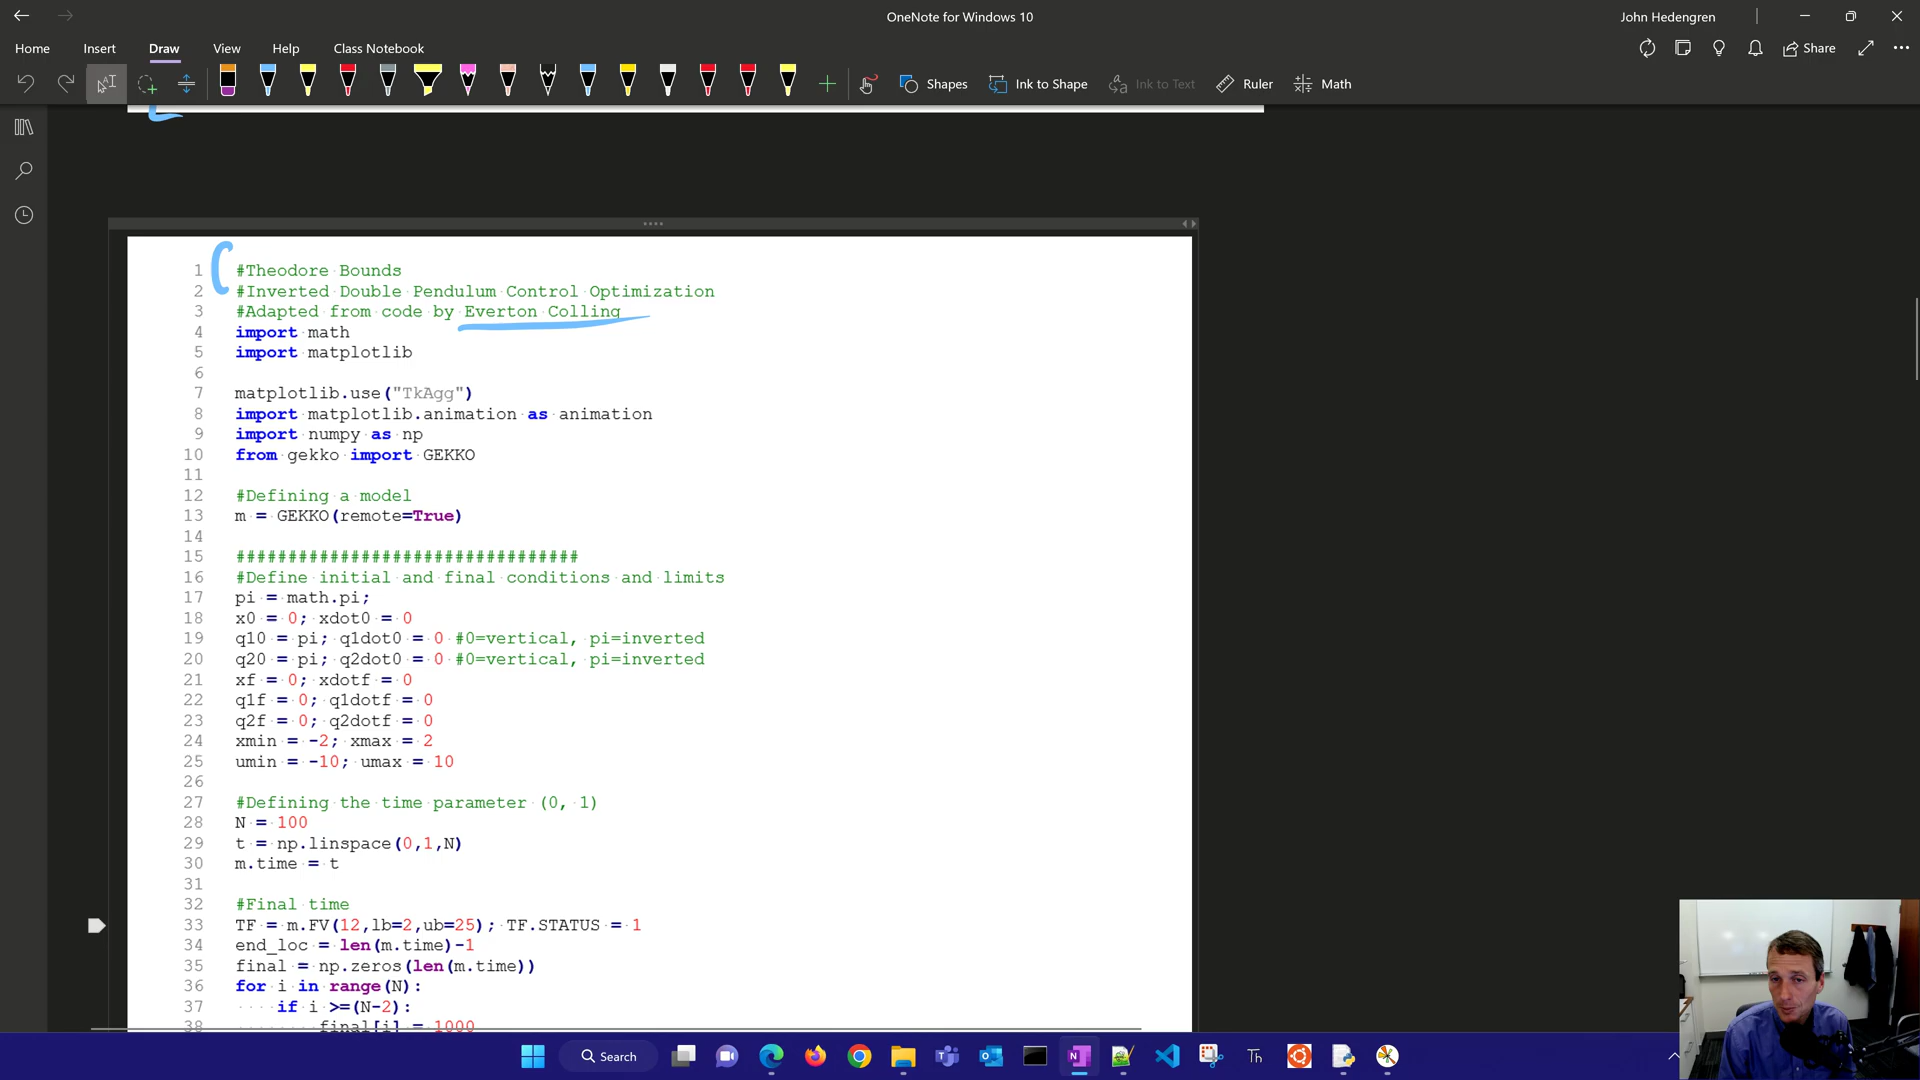 OneNote for Windows 10
John Hedengren
Home Insert Draw View Help Class Notebook
Share
Shapes Ink to Shape Ink to Text Ruler Math
1 #Theodore Bounds
2 #Inverted Double Pendulum Control Optimization
3 #Adapted from code by Everton Colling
4 import math
5 import matplotlib
6
7 matplotlib.use("TkAgg")
8 import matplotlib.animation as animation
9 import numpy as np
10 from gekko import GEKKO
11
12 #Defining a model
13 m = GEKKO(remote=True)
14
15 #################################
16 #Define initial and final conditions and limits
17 pi = math.pi;
18 x0 = 0; xdot0 = 0
19 q10 = pi; q1dot0 = 0 #0=vertical, pi=inverted
20 q20 = pi; q2dot0 = 0 #0=vertical, pi=inverted
21 xf = 0; xdotf = 0
22 q1f = 0; q1dotf = 0
23 q2f = 0; q2dotf = 0
24 xmin = -2; xmax = 2
25 umin = -10; umax = 10
26
27 #Defining the time parameter (0, 1)
28 N = 100
29 t = np.linspace(0,1,N)
30 m.time = t
31
32 #Final time
33 TF = m.FV(12,lb=2,ub=25); TF.STATUS = 1
34 end_loc = len(m.time)-1
35 final = np.zeros(len(m.time))
36 for i in range(N):
37 if i >=(N-2):
38 final[i] = 1000
Search
Th